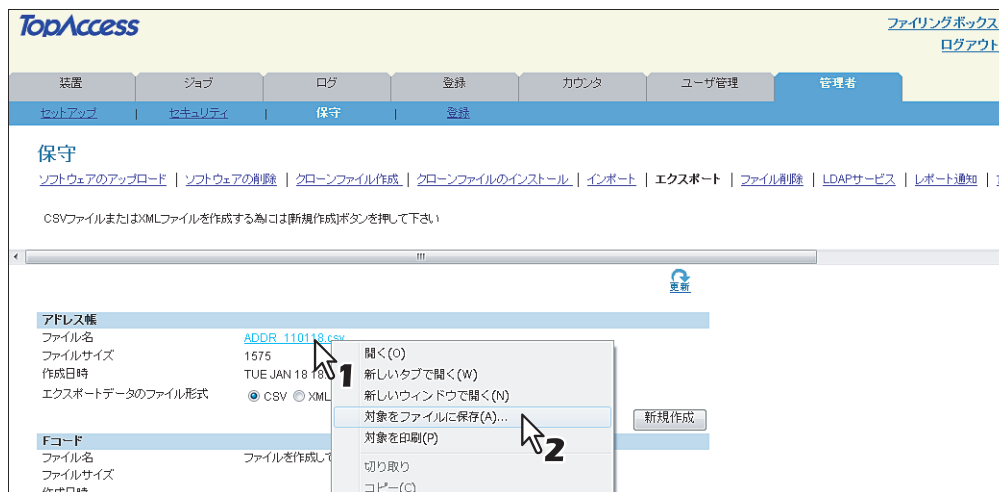 TopAccess
ファイリングボックス
ログアウト
装置 ジョブ ログ 登録 カウンタ ユーザ管理 管理者
セットアップ | セキュリティ | 保守 | 登録
保守
ソフトウェアのアップロード | ソフトウェアの削除 | クローンファイル作成 | クローンファイルのインストール | インポート | エクスポート | ファイル削除 | LDAPサービス | レポート通知 |
CSVファイルまたはXMLファイルを作成する為には[新規作成]ボタンを押して下さい
更新
アドレス帳
ファイル名 ADDR_110118.csv
ファイルサイズ 1575
作成日時 TUE JAN 18
エクスポートデータのファイル形式 CSV XML
新規作成
開く(O)
新しいタブで開く(W)
新しいウィンドウで開く(N)
対象をファイルに保存(A)...
対象を印刷(P)
切り取り
コピー(C)
1
2
Fコード
ファイル名 ファイルを作成して
ファイルサイズ
作成日時